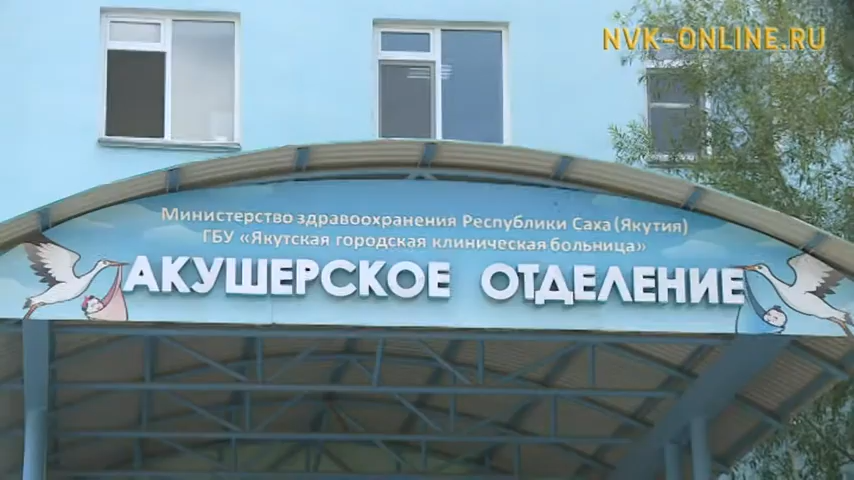 NVK-ONLINE.RU
Министерство здравоохранения Республики Саха (Якутия)
ГБУ «Якутская городская клиническая больница»
АКУШЕРСКОЕ ОТДЕЛЕНИЕ